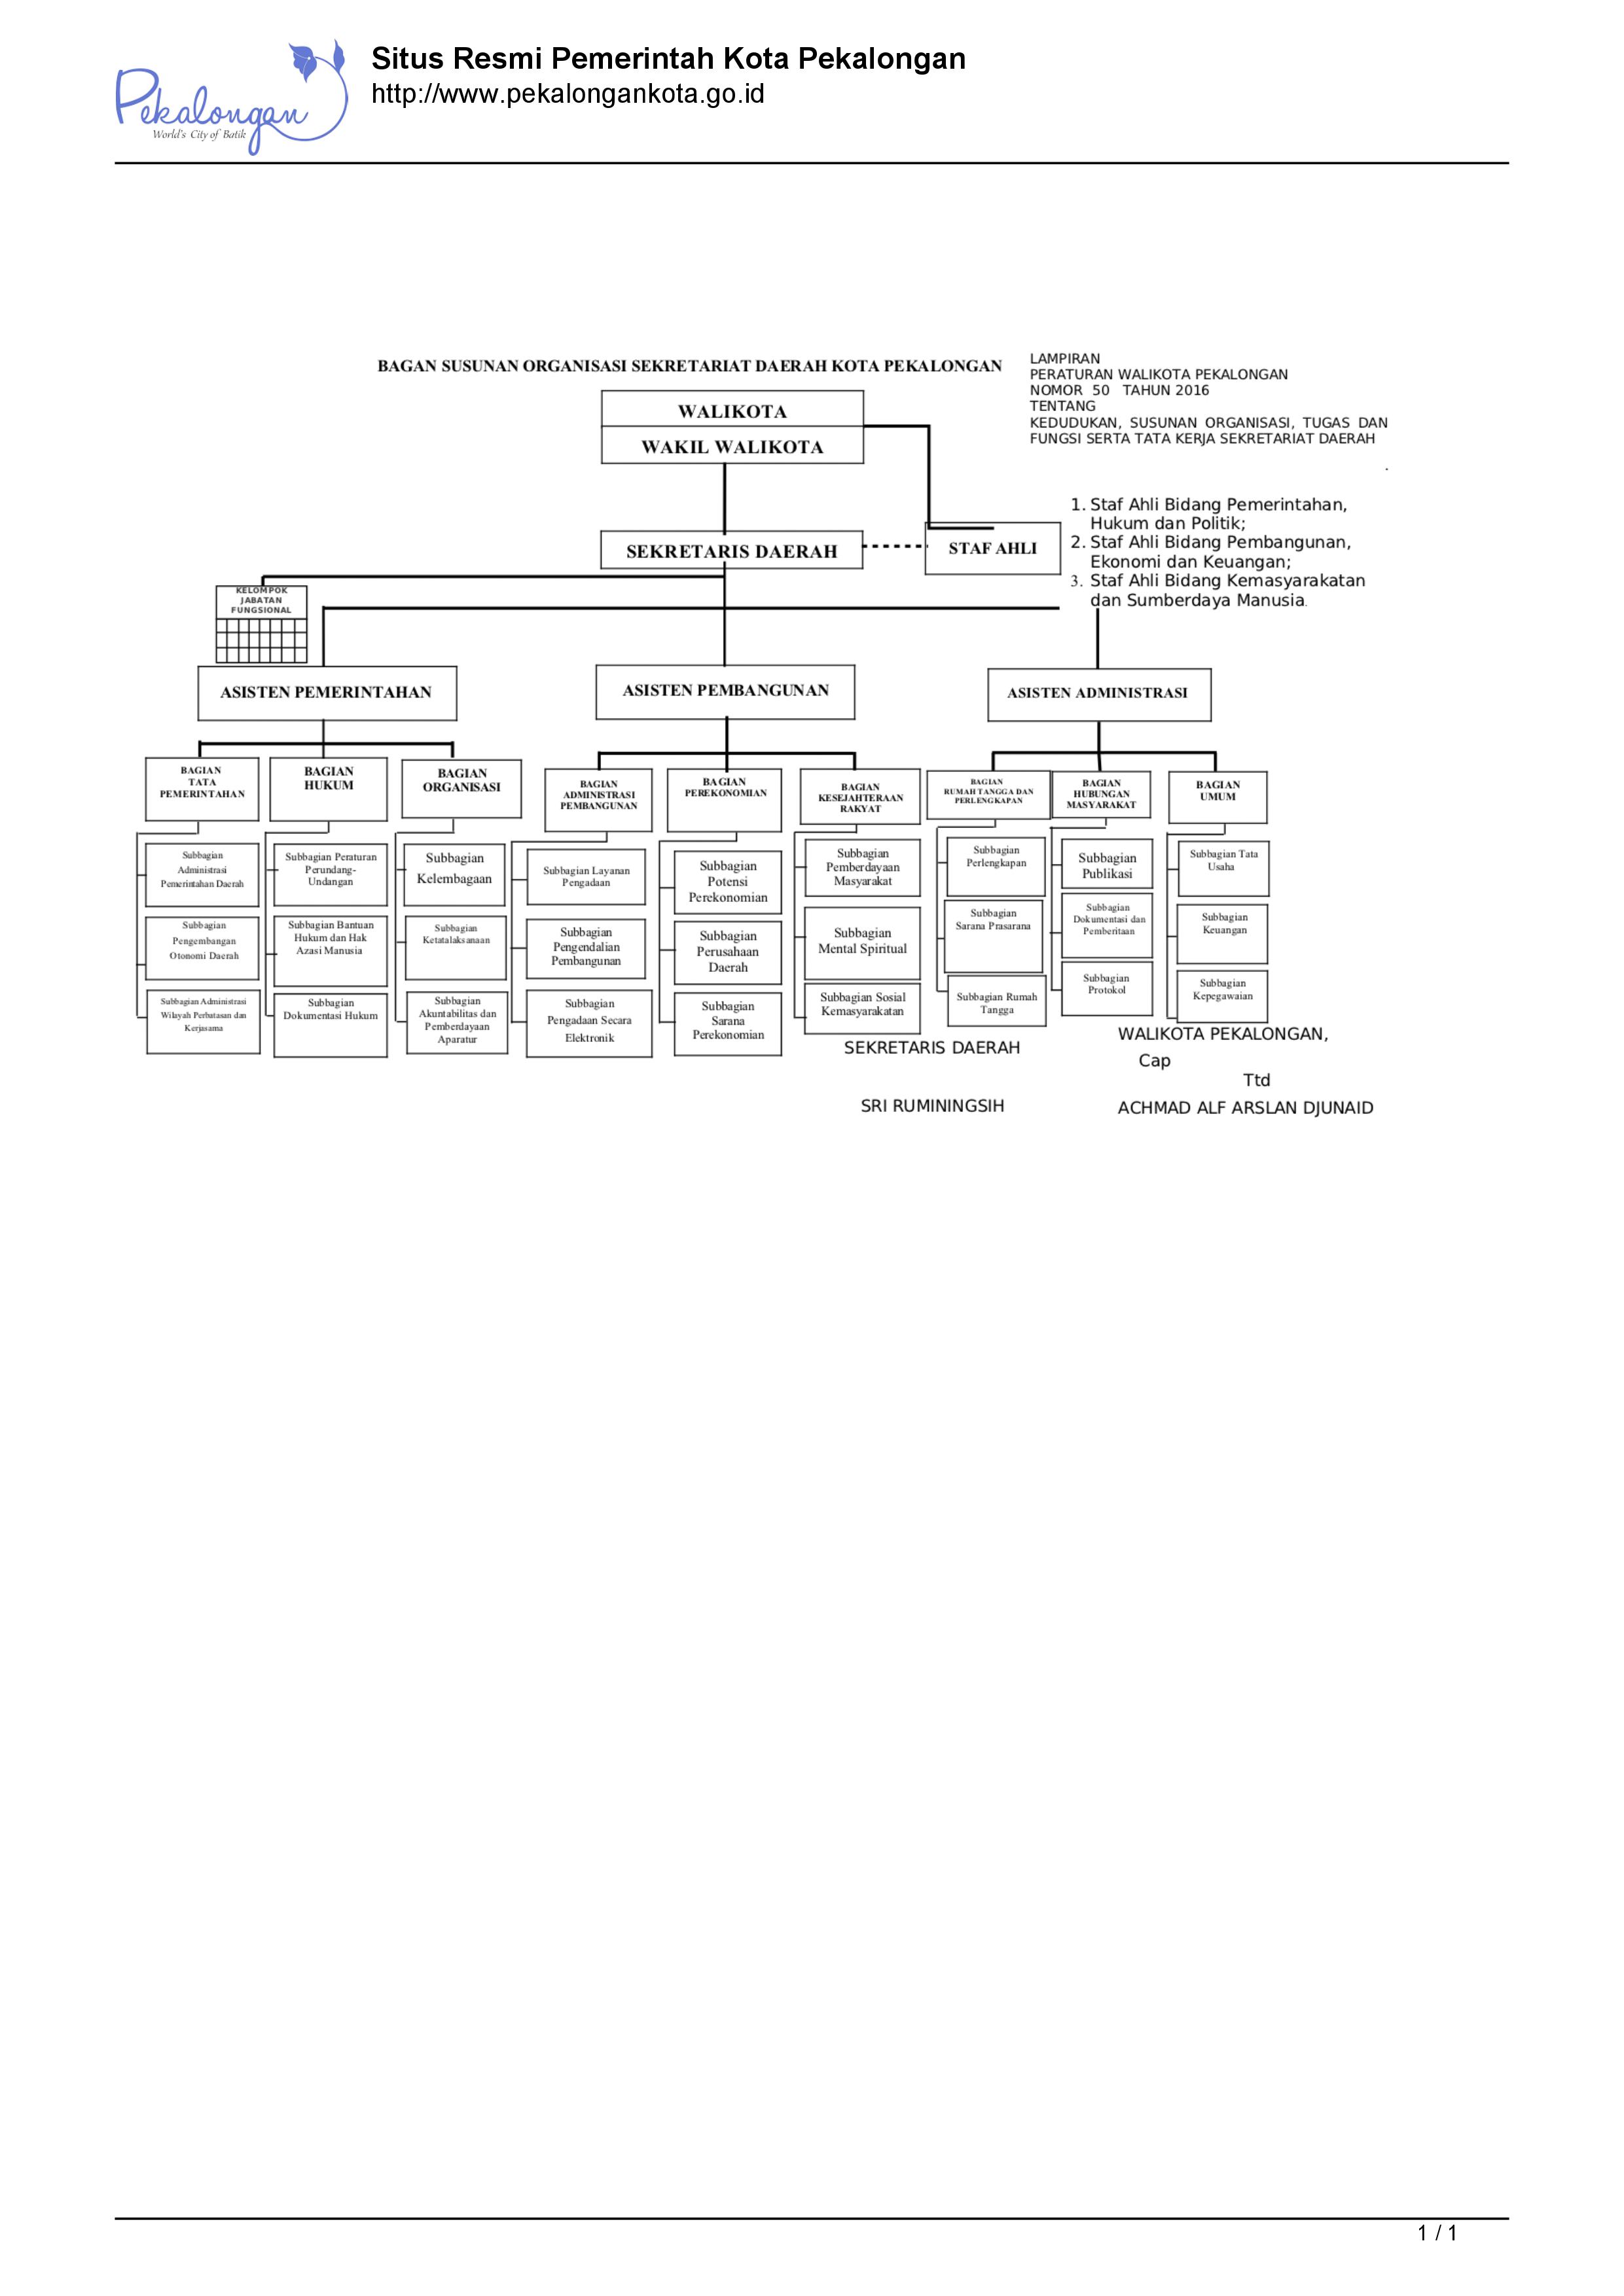 Pekalongan
World's City of Batik
Situs Resmi Pemerintah Kota Pekalongan
http://www.pekalongankota.go.id
BAGAN SUSUNAN ORGANISASI SEKRETARIAT DAERAH KOTA PEKALONGAN
LAMPIRAN
PERATURAN WALIKOTA PEKALONGAN
NOMOR 50 TAHUN 2016
TENTANG
KEDUDUKAN, SUSUNAN ORGANISASI, TUGAS DAN
FUNGSI SERTA TATA KERJA SEKRETARIAT DAERAH
.
WALIKOTA
WAKIL WALIKOTA
SEKRETARIS DAERAH
STAF AHLI
1. Staf Ahli Bidang Pemerintahan,
Hukum dan Politik;
2. Staf Ahli Bidang Pembangunan,
Ekonomi dan Keuangan;
3. Staf Ahli Bidang Kemasyarakatan
dan Sumberdaya Manusia.
KELOMPOK
JABATAN
FUNGSIONAL
ASISTEN PEMERINTAHAN
ASISTEN PEMBANGUNAN
ASISTEN ADMINISTRASI
BAGIAN
TATA
PEMERINTAHAN
BAGIAN
HUKUM
BAGIAN
ORGANISASI
BAGIAN
ADMINISTRASI
PEMBANGUNAN
BAGIAN
PEREKONOMIAN
BAGIAN
KESEJAHTERAAN
RAKYAT
BAGIAN
RUMAH TANGGA DAN
PERLENGKAPAN
BAGIAN
HUBUNGAN
MASYARAKAT
BAGIAN
UMUM
Subbagian
Administrasi
Pemerintahan Daerah
Subbagian Peraturan
Perundang-
Undangan
Subbagian
Kelembagaan
Subbagian Layanan
Pengadaan
Subbagian
Potensi
Perekonomian
Subbagian
Pemberdayaan
Masyarakat
Subbagian
Perlengkapan
Subbagian
Publikasi
Subbagian Tata
Usaha
Subbagian
Pengembangan
Otonomi Daerah
Subbagian Bantuan
Hukum dan Hak
Azasi Manusia
Subbagian
Ketatalaksanaan
Subbagian
Pengendalian
Pembangunan
Subbagian
Perusahaan
Daerah
Subbagian
Mental Spiritual
Subbagian
Sarana Prasarana
Subbagian
Dokumentasi dan
Pemberitaan
Subbagian
Keuangan
Subbagian Administrasi
Wilayah Perbatasan dan
Kerjasama
Subbagian
Dokumentasi Hukum
Subbagian
Akuntabilitas dan
Pemberdayaan
Aparatur
Subbagian
Pengadaan Secara
Elektronik
Subbagian
Sarana
Perekonomian
Subbagian Sosial
Kemasyarakatan
Subbagian Rumah
Tangga
Subbagian
Protokol
Subbagian
Kepegawaian
SEKRETARIS DAERAH
SRI RUMININGSIH
WALIKOTA PEKALONGAN,
Cap
Ttd
ACHMAD ALF ARSLAN DJUNAID
1 / 1